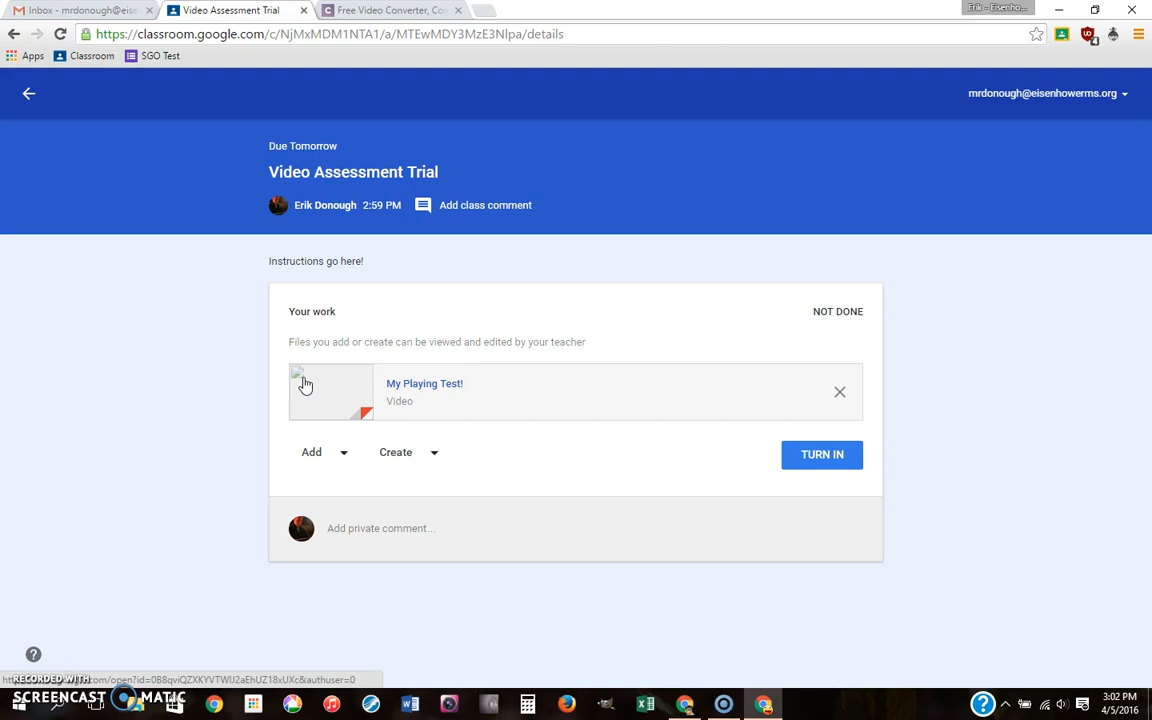 Inbox - mrdonough@eise
Video Assessment Trial
Free Video Converter, Co
Erik - Eisenho...
https://classroom.google.com/c/NjMxMDM1NTA1/a/MTEwMDY3MzE3Nlpa/details
Apps
Classroom
SGO Test
mrdonough@eisenhowerms.org
Due Tomorrow
Video Assessment Trial
Erik Donough 2:59 PM
Add class comment
Instructions go here!
Your work
NOT DONE
Files you add or create can be viewed and edited by your teacher
My Playing Test!
Video
Add
Create
TURN IN
Add private comment...
RECORDED WITH
SCREENCAST MATIC
3:02 PM
4/5/2016